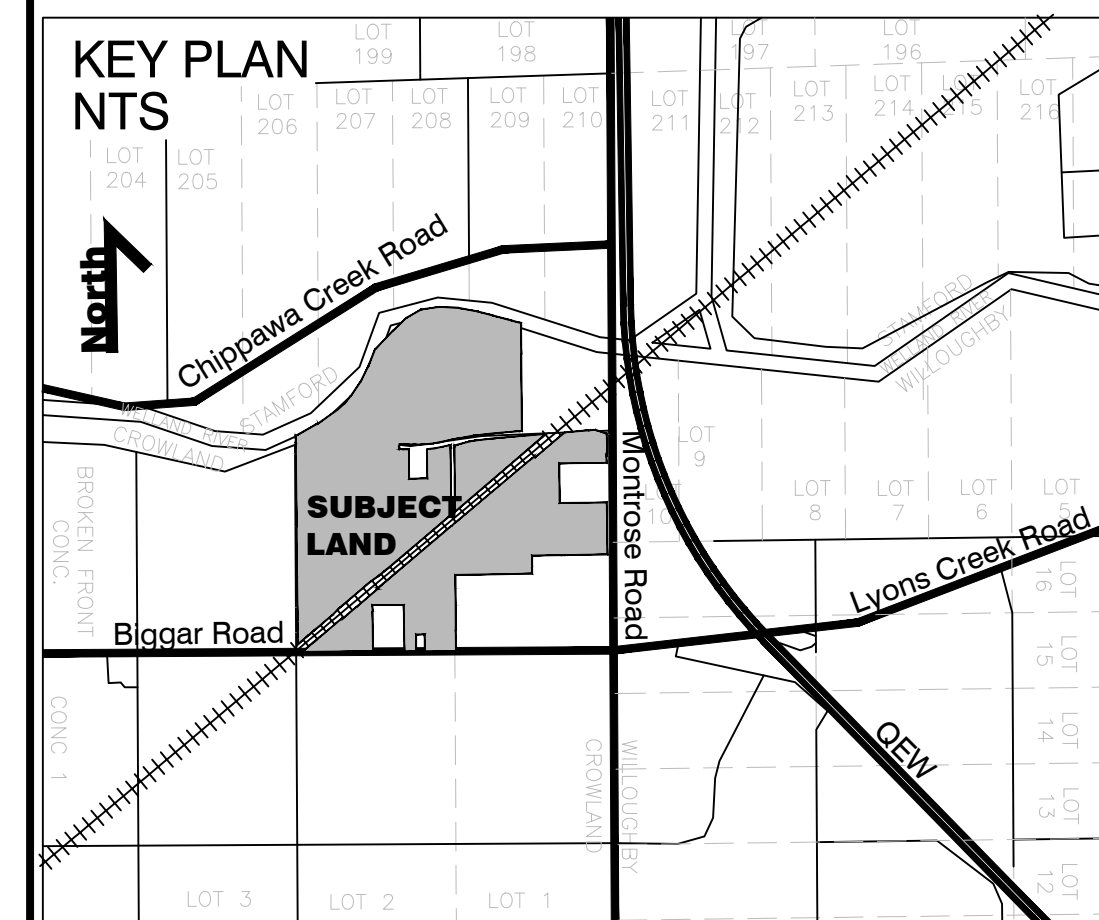 KEY PLAN
NTS
LOT
199
LOT
198
197
LOT
196
LOT
206
LOT
207
LOT
208
LOT
209
LOT
210
LOT
211
LOT
212
LOT
213
LOT
214
LOT
215
LOT
216
LOT
204
LOT
205
North
Chippawa Creek Road
STAMFORD
WELLAND RIVER
CROWLAND
STAMFORD
WELLAND RIVER
WILLOUGHBY
BROKEN FRONT
CONC.
SUBJECT
LAND
Montrose Road
LOT
9
LOT
10
LOT
8
LOT
7
LOT
6
LOT
5
Lyons Creek Road
Biggar Road
LOT
16
LOT
15
LOT
14
LOT
13
LOT
12
CONC 1
CROWLAND
WILLOUGHBY
QEW
LOT 3
LOT 2
LOT 1